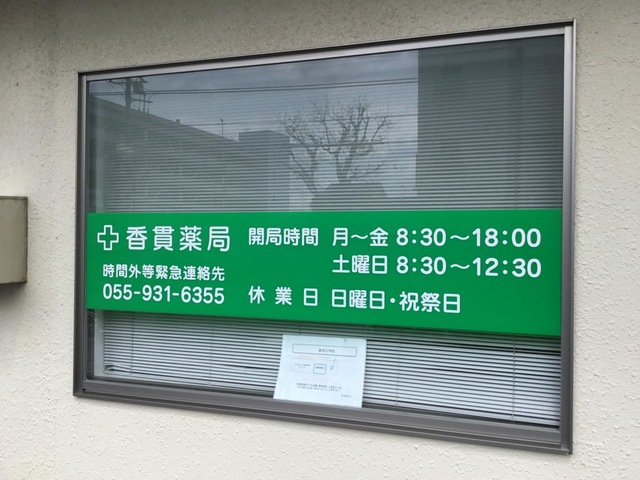 香貫薬局
開局時間 月～金 8:30～18:00
土曜日 8:30～12:30
時間外等緊急連絡先
055-931-6355
休業日 日曜日・祝祭日
P